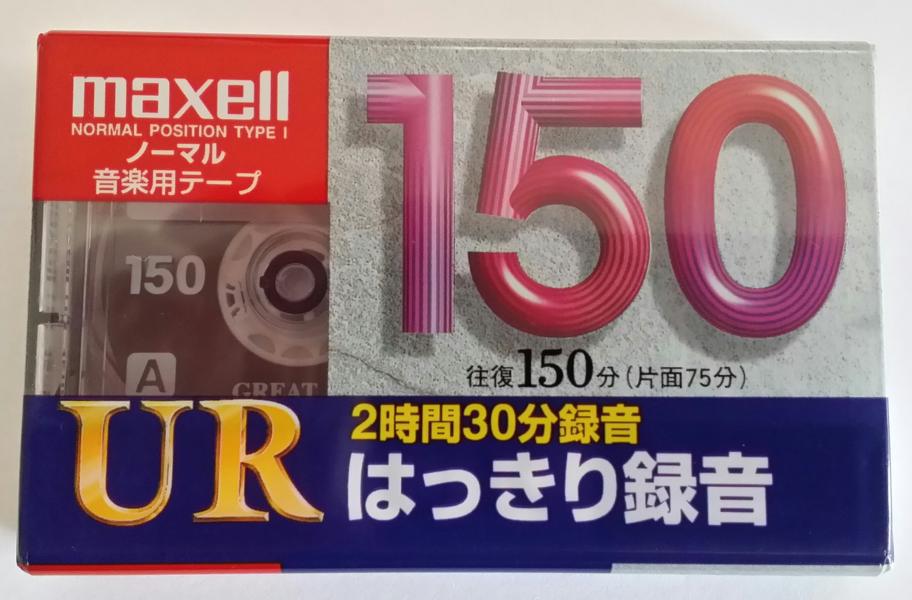 maxell
NORMAL POSITION TYPE I
ノーマル
音楽用テープ
150
150
A
GREAT
往復150分(片面75分)
UR
2時間30分録音
はっきり録音